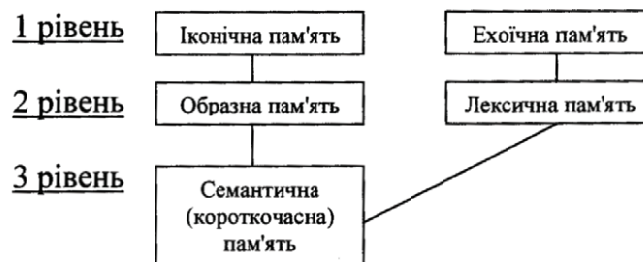 1 рівень
Іконічна пам'ять
Ехоїчна пам'ять
2 рівень
Образна пам'ять
Лексична пам'ять
3 рівень
Семантична
(короткочасна)
пам'ять